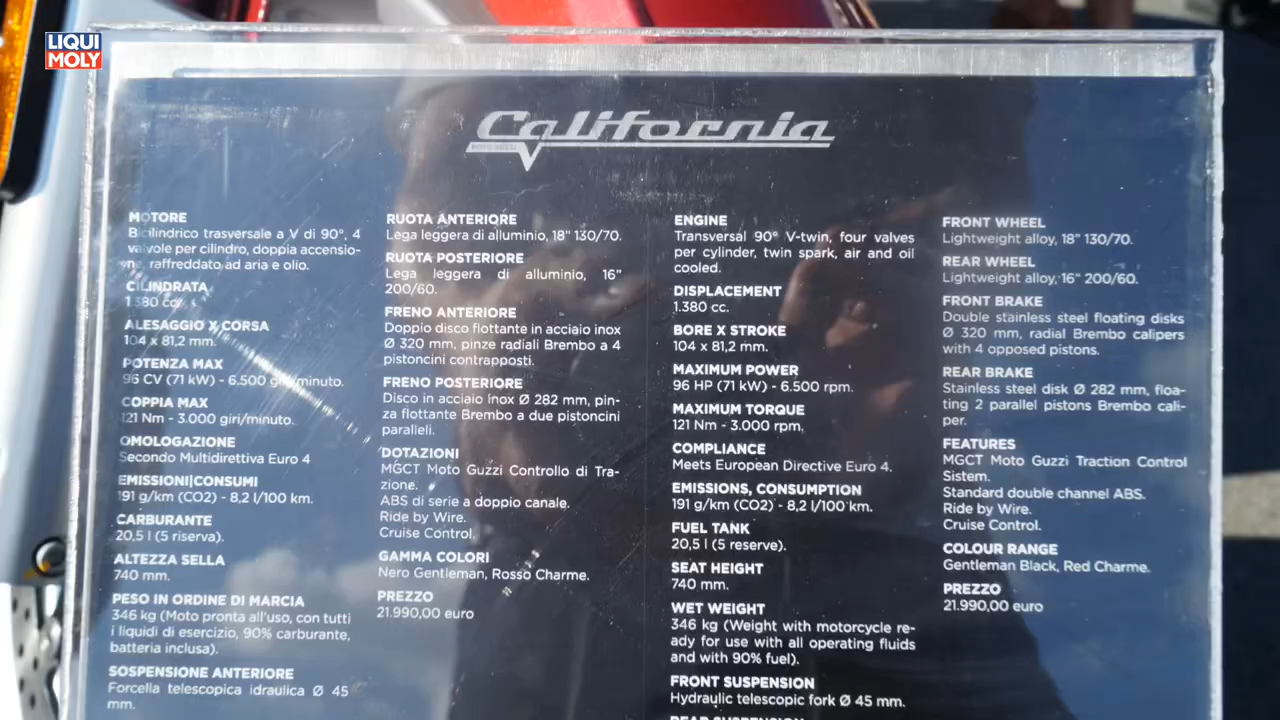 LIQUI
MOLY
California
MOTO GUZZI
MOTORE
Bicilindrico trasversale a V di 90°, 4
valvole per cilindro, doppia accensio-
ne, raffreddato ad aria e olio.
CILINDRATA
1.380 cc.
ALESAGGIO X CORSA
104 x 81,2 mm.
POTENZA MAX
96 CV (71 kW) - 6.500 giri/minuto.
COPPIA MAX
121 Nm - 3.000 giri/minuto.
OMOLOGAZIONE
Secondo Multidirettiva Euro 4
EMISSIONI|CONSUMI
191 g/km (CO2) - 8,2 l/100 km.
CARBURANTE
20,5 l (5 riserva).
ALTEZZA SELLA
740 mm.
PESO IN ORDINE DI MARCIA
346 kg (Moto pronta all'uso, con tutti
i liquidi di esercizio, 90% carburante,
batteria inclusa).
SOSPENSIONE ANTERIORE
Forcella telescopica idraulica Ø 45
mm.
RUOTA ANTERIORE
Lega leggera di alluminio, 18" 130/70.
RUOTA POSTERIORE
Lega leggera di alluminio, 16"
200/60.
FRENO ANTERIORE
Doppio disco flottante in acciaio inox
Ø 320 mm, pinze radiali Brembo a 4
pistoncini contrapposti.
FRENO POSTERIORE
Disco in acciaio inox Ø 282 mm, pin-
za flottante Brembo a due pistoncini
paralleli.
DOTAZIONI
MGCT Moto Guzzi Controllo di Tra-
zione.
ABS di serie a doppio canale.
Ride by Wire.
Cruise Control.
GAMMA COLORI
Nero Gentleman, Rosso Charme.
PREZZO
21.990,00 euro
ENGINE
Transversal 90° V-twin, four valves
per cylinder, twin spark, air and oil
cooled.
DISPLACEMENT
1.380 cc.
BORE X STROKE
104 x 81,2 mm.
MAXIMUM POWER
96 HP (71 kW) - 6.500 rpm.
MAXIMUM TORQUE
121 Nm - 3.000 rpm.
COMPLIANCE
Meets European Directive Euro 4.
EMISSIONS, CONSUMPTION
191 g/km (CO2) - 8,2 l/100 km.
FUEL TANK
20,5 l (5 reserve).
SEAT HEIGHT
740 mm.
WET WEIGHT
346 kg (Weight with motorcycle re-
ady for use with all operating fluids
and with 90% fuel).
FRONT SUSPENSION
Hydraulic telescopic fork Ø 45 mm.
REAR SUSPENSION
FRONT WHEEL
Lightweight alloy, 18" 130/70.
REAR WHEEL
Lightweight alloy, 16" 200/60.
FRONT BRAKE
Double stainless steel floating disks
Ø 320 mm, radial Brembo calipers
with 4 opposed pistons.
REAR BRAKE
Stainless steel disk Ø 282 mm, floa-
ting 2 parallel pistons Brembo cali-
per.
FEATURES
MGCT Moto Guzzi Traction Control
Sistem.
Standard double channel ABS.
Ride by Wire.
Cruise Control.
COLOUR RANGE
Gentleman Black, Red Charme.
PREZZO
21.990,00 euro